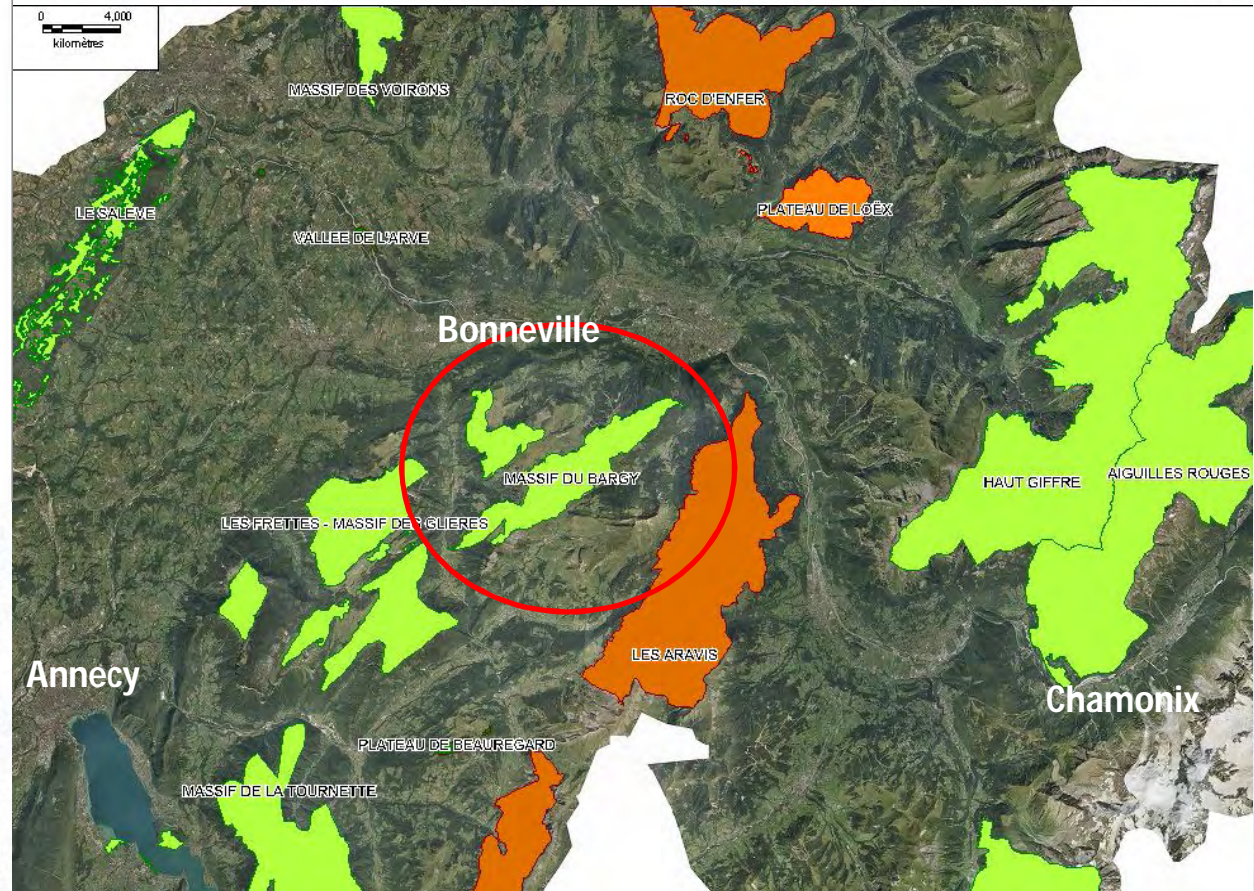 0 4,000
kilomètres
MASSIF DES VOIRONS
ROC D'ENFER
LE SALEVE
PLATEAU DE LOËX
VALLEE DE L'ARVE
Bonneville
MASSIF DU BARGY
HAUT GIFFRE
AIGUILLES ROUGES
LES FRETTES - MASSIF DES GLIERES
LES ARAVIS
Annecy
Chamonix
PLATEAU DE BEAUREGARD
MASSIF DE LA TOURNETTE